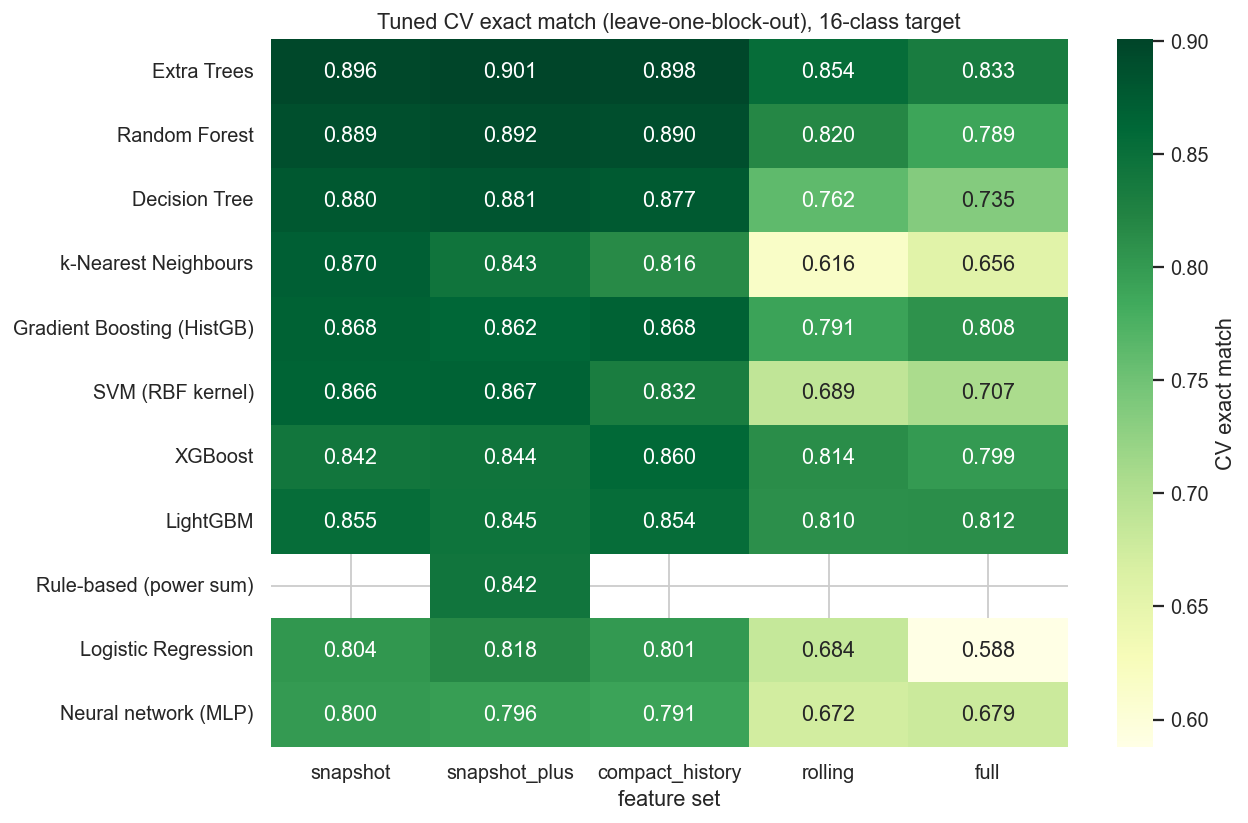 Tuned CV exact match (leave-one-block-out), 16-class target
Extra Trees 0.896 0.901 0.898 0.854 0.833
Random Forest 0.889 0.892 0.890 0.820 0.789
Decision Tree 0.880 0.881 0.877 0.762 0.735
k-Nearest Neighbours 0.870 0.843 0.816 0.616 0.656
Gradient Boosting (HistGB) 0.868 0.862 0.868 0.791 0.808
SVM (RBF kernel) 0.866 0.867 0.832 0.689 0.707
XGBoost 0.842 0.844 0.860 0.814 0.799
LightGBM 0.855 0.845 0.854 0.810 0.812
Rule-based (power sum) 0.842
Logistic Regression 0.804 0.818 0.801 0.684 0.588
Neural network (MLP) 0.800 0.796 0.791 0.672 0.679
snapshot snapshot_plus compact_history rolling full
feature set
0.90
0.85
0.80
0.75
0.70
0.65
0.60
CV exact match